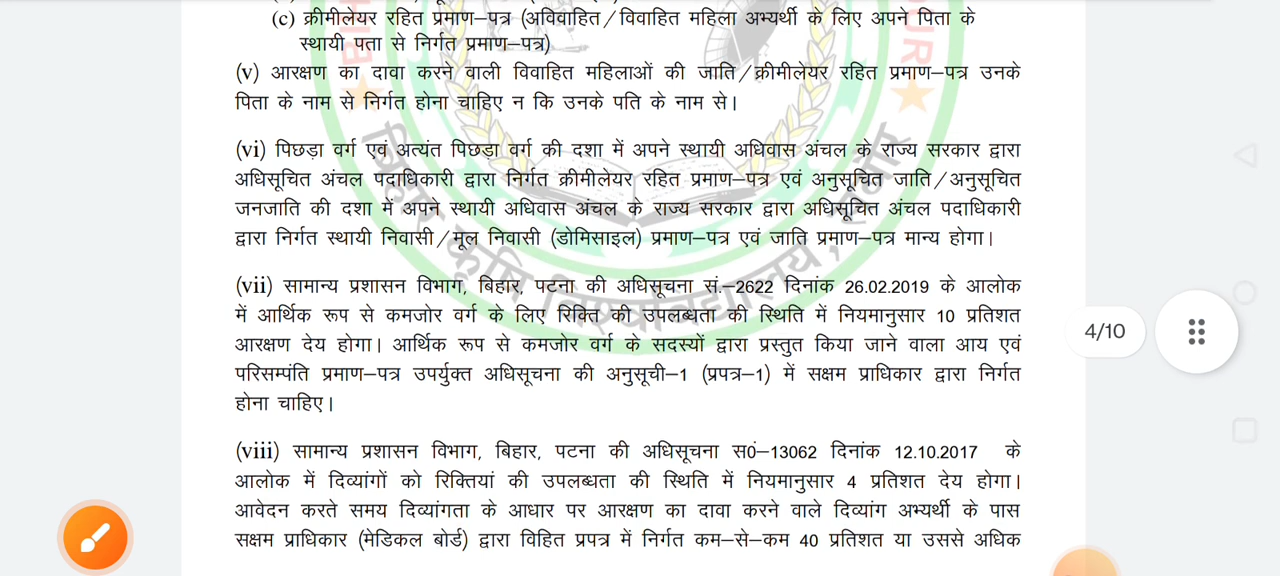 (c) क्रीमीलेयर रहित प्रमाण–पत्र (अविवाहित/विवाहित महिला अभ्यर्थी के लिए अपने पिता के
स्थायी पता से निर्गत प्रमाण–पत्र)
(v) आरक्षण का दावा करने वाली विवाहित महिलाओं की जाति/क्रीमीलेयर रहित प्रमाण–पत्र उनके
पिता के नाम से निर्गत होना चाहिए न कि उनके पति के नाम से।
(vi) पिछड़ा वर्ग एवं अत्यंत पिछड़ा वर्ग की दशा में अपने स्थायी अधिवास अंचल के राज्य सरकार द्वारा
अधिसूचित अंचल पदाधिकारी द्वारा निर्गत क्रीमीलेयर रहित प्रमाण–पत्र एवं अनुसूचित जाति/अनुसूचित
जनजाति की दशा में अपने स्थायी अधिवास अंचल के राज्य सरकार द्वारा अधिसूचित अंचल पदाधिकारी
द्वारा निर्गत स्थायी निवासी/मूल निवासी (डोमिसाइल) प्रमाण–पत्र एवं जाति प्रमाण–पत्र मान्य होगा।
(vii) सामान्य प्रशासन विभाग, बिहार, पटना की अधिसूचना सं.–2622 दिनांक 26.02.2019 के आलोक
में आर्थिक रूप से कमजोर वर्ग के लिए रिक्ति की उपलब्धता की स्थिति में नियमानुसार 10 प्रतिशत
आरक्षण देय होगा। आर्थिक रूप से कमजोर वर्ग के सदस्यों द्वारा प्रस्तुत किया जाने वाला आय एवं
परिसम्पंति प्रमाण–पत्र उपर्युक्त अधिसूचना की अनुसूची–1 (प्रपत्र–1) में सक्षम प्राधिकार द्वारा निर्गत
होना चाहिए।
4/10
(viii) सामान्य प्रशासन विभाग, बिहार, पटना की अधिसूचना स0ं–13062 दिनांक 12.10.2017 के
आलोक में दिव्यांगों को रिक्तियां की उपलब्धता की स्थिति में नियमानुसार 4 प्रतिशत देय होगा।
आवेदन करते समय दिव्यांगता के आधार पर आरक्षण का दावा करने वाले दिव्यांग अभ्यर्थी के पास
सक्षम प्राधिकार (मेडिकल बोर्ड) द्वारा विहित प्रपत्र में निर्गत कम–से–कम 40 प्रतिशत या उससे अधिक
बिहार कृषि विश्वविद्यालय,